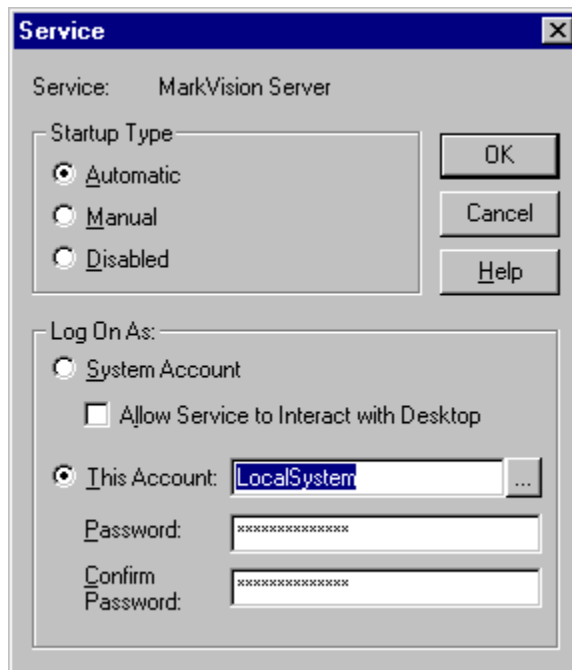 Service
Service: MarkVision Server
Startup Type
Automatic
Manual
Disabled
OK
Cancel
Help
Log On As:
System Account
Allow Service to Interact with Desktop
This Account: LocalSystem ...
Password: **************
Confirm Password: **************